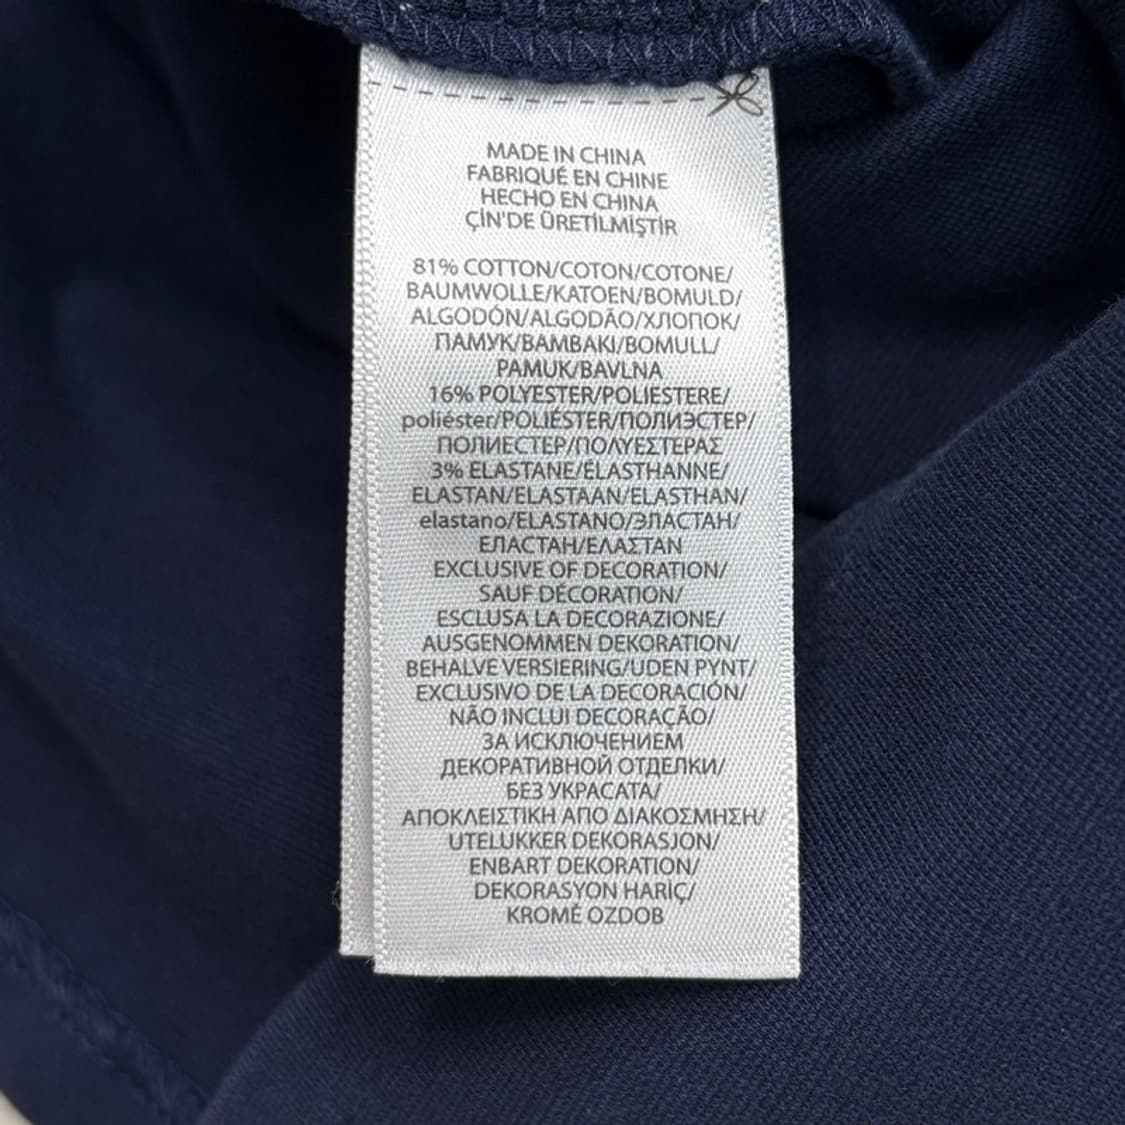 MADE IN CHINA
FABRIQUÉ EN CHINE
HECHO EN CHINA
ÇİN'DE ÜRETİLMİŞTİR
81% COTTON/COTON/COTONE/
BAUMWOLLE/KATOEN/BOMULD/
ALGODÓN/ALGODÃO/ХЛОПОК/
ПАМУК/ΒΑΜΒΑΚΙ/BOMULL/
PAMUK/BAVLNA
16% POLYESTER/POLIESTERE/
poliéster/POLIÉSTER/ПОЛИЭСТЕР/
ПОЛИЕСТЕР/ΠΟΛΥΕΣΤΕΡΑΣ
3% ELASTANE/ÉLASTHANNE/
ELASTAN/ELASTAAN/ELASTHAN/
elastano/ELASTANO/ЭЛАСТАН/
ЕЛАСТАН/ΕΛΑΣΤΑΝ
EXCLUSIVE OF DECORATION/
SAUF DÉCORATION/
ESCLUSA LA DECORAZIONE/
AUSGENOMMEN DEKORATION/
BEHALVE VERSIERING/UDEN PYNT/
EXCLUSIVO DE LA DECORACIÓN/
NÃO INCLUI DECORAÇÃO/
ЗА ИСКЛЮЧЕНИЕМ
ДЕКОРАТИВНОЙ ОТДЕЛКИ/
БЕЗ УКРАСАТА/
ΑΠΟΚΛΕΙΣΤΙΚΗ ΑΠΟ ΔΙΑΚΟΣΜΗΣΗ/
UTELUKKER DEKORASJON/
ENBART DEKORATION/
DEKORASYON HARİÇ/
KROMĚ OZDOB